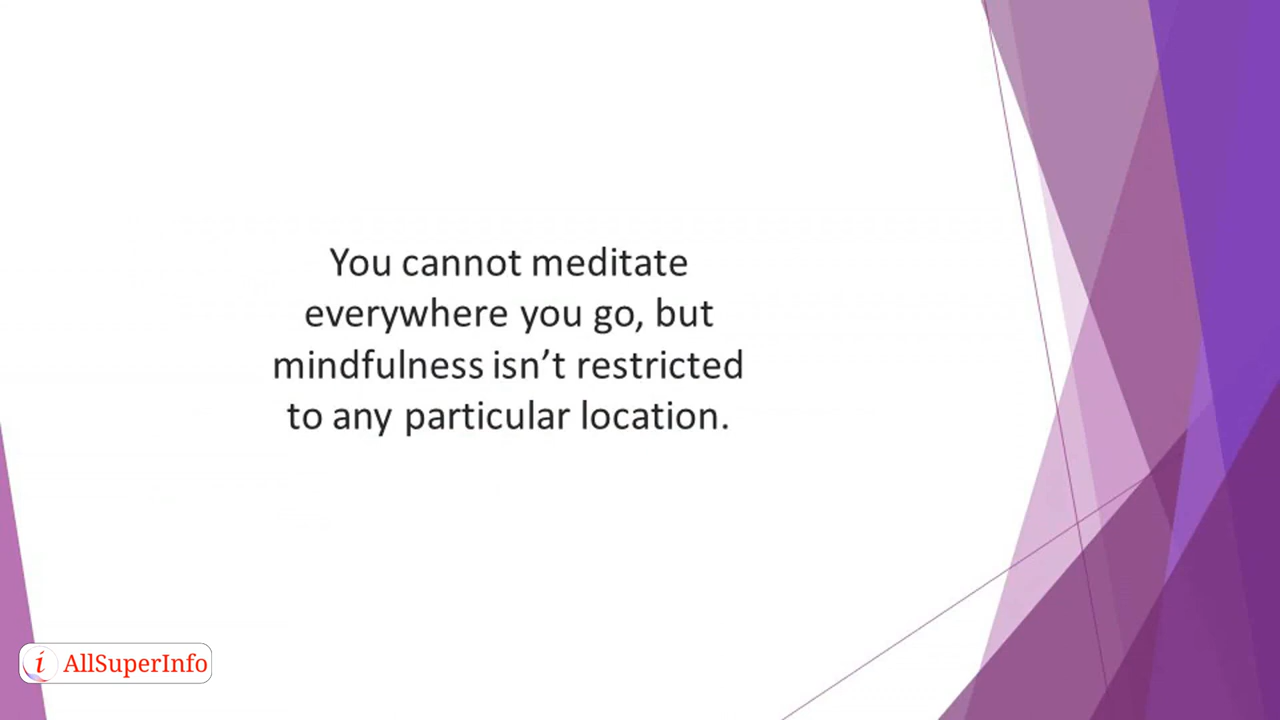 You cannot meditate
everywhere you go, but
mindfulness isn’t restricted
to any particular location.
i AllSuperInfo